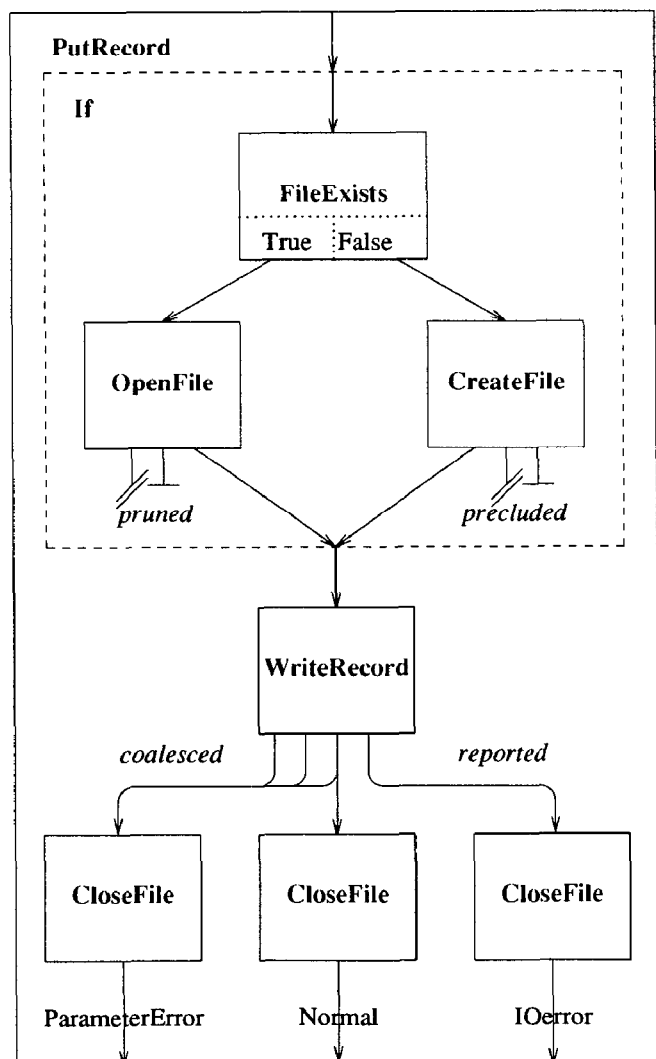 PutRecord
If
FileExists
True False
OpenFile
CreateFile
pruned
precluded
WriteRecord
coalesced
reported
CloseFile
CloseFile
CloseFile
ParameterError
Normal
IOerror